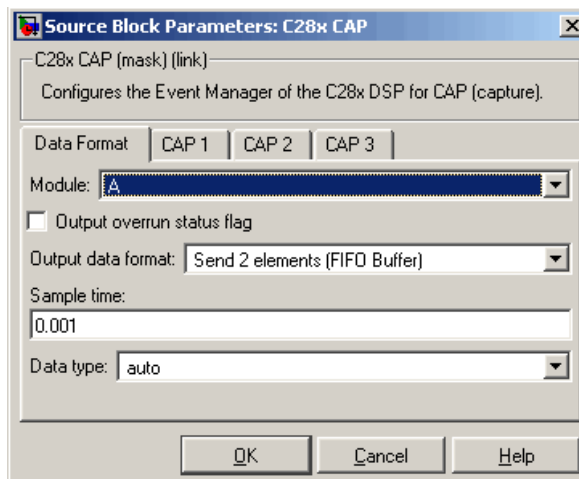 Source Block Parameters: C28x CAP
C28x CAP (mask) (link)
Configures the Event Manager of the C28x DSP for CAP (capture).
Data Format CAP 1 CAP 2 CAP 3
Module: A
Output overrun status flag
Output data format: Send 2 elements (FIFO Buffer)
Sample time:
0.001
Data type: auto
OK Cancel Help